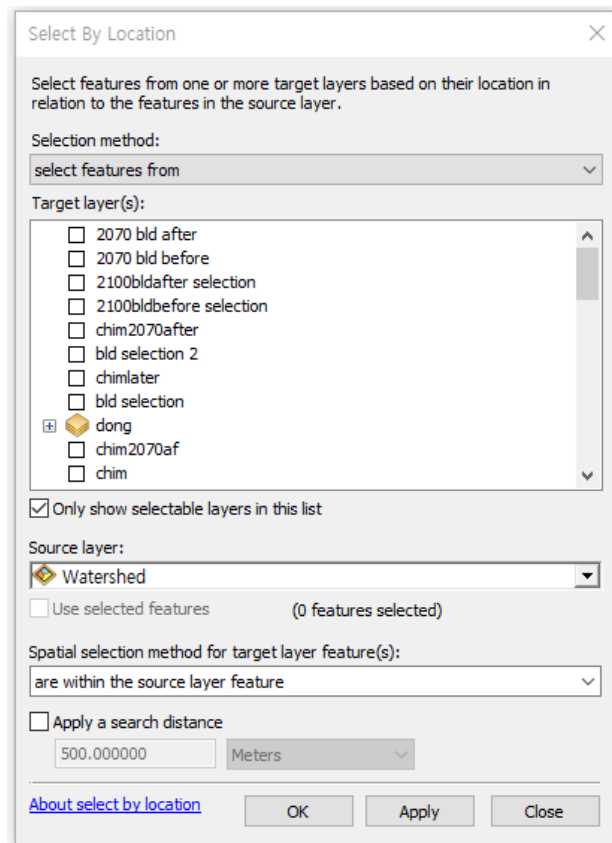 Select By Location
Select features from one or more target layers based on their location in
relation to the features in the source layer.
Selection method:
select features from
Target layer(s):
2070 bld after
2070 bld before
2100bldafter selection
2100bldbefore selection
chim2070after
bld selection 2
chimlater
bld selection
dong
chim2070af
chim
Only show selectable layers in this list
Source layer:
Watershed
Use selected features (0 features selected)
Spatial selection method for target layer feature(s):
are within the source layer feature
Apply a search distance
500.000000 Meters
About select by location OK Apply Close